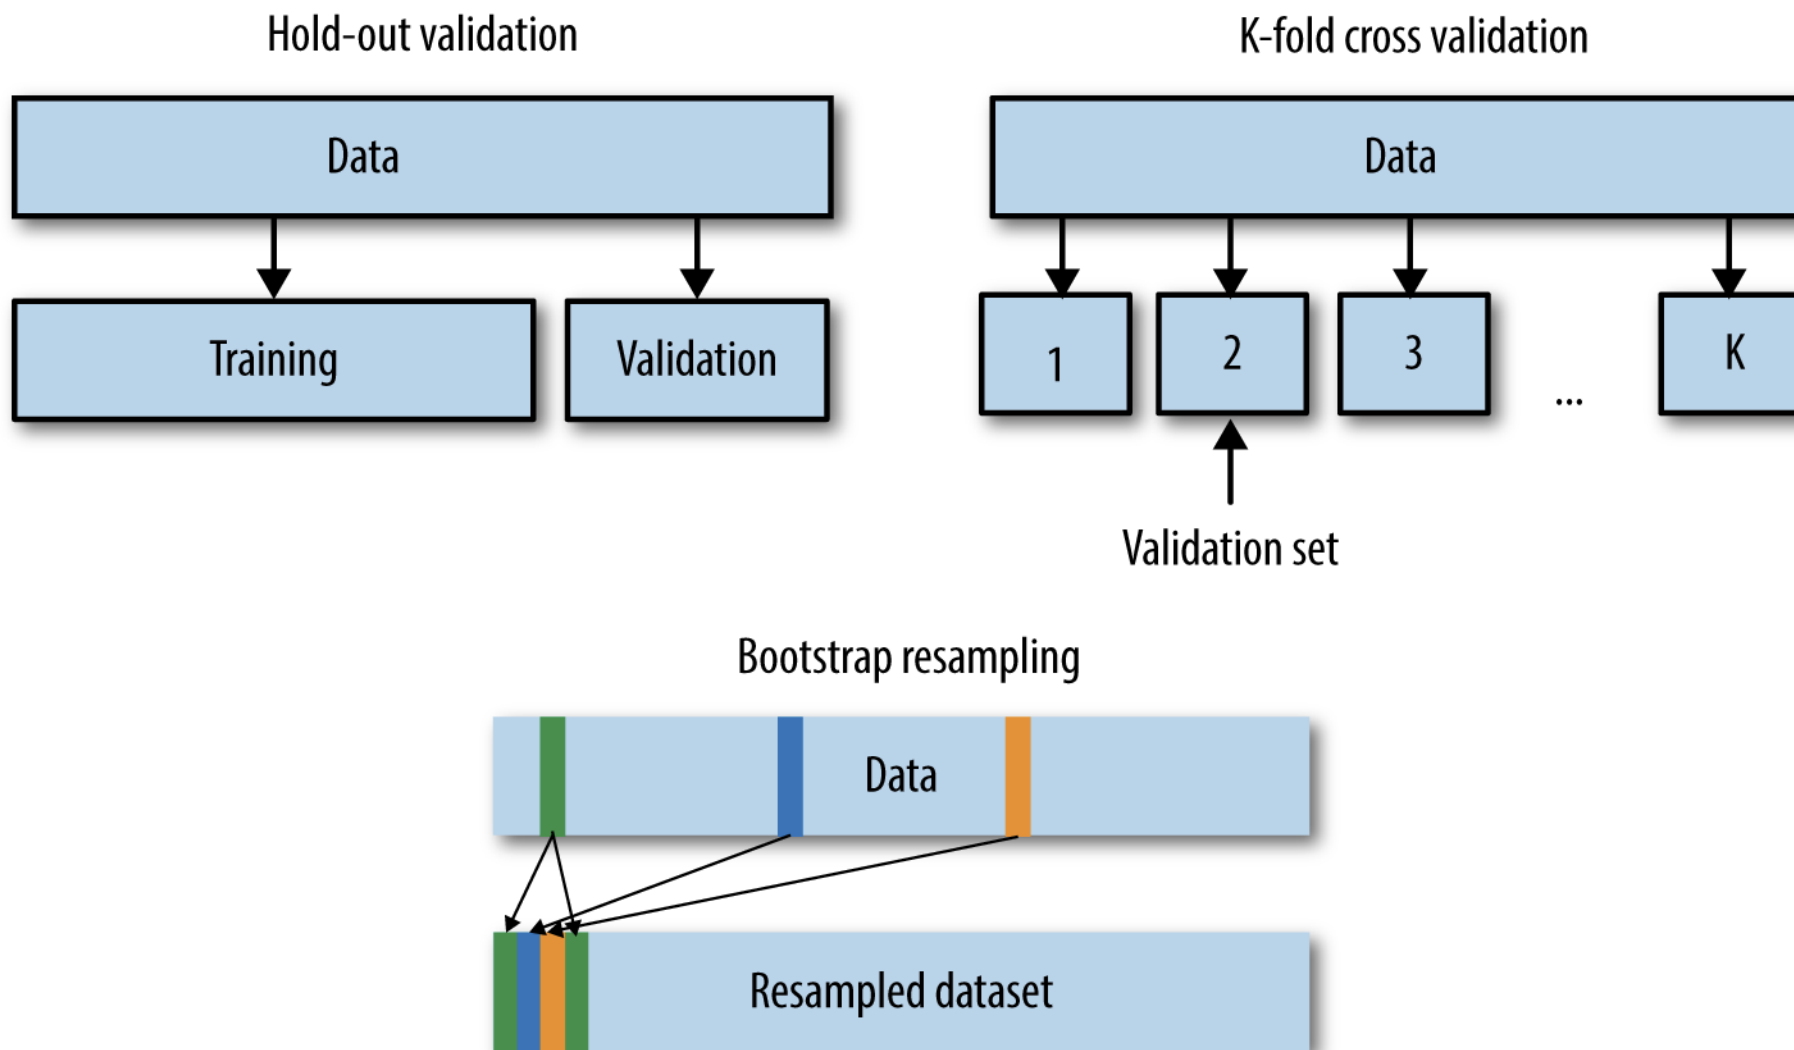 Hold-out validation
Data
Training
Validation
K-fold cross validation
Data
1
2
3
...
K
Validation set
Bootstrap resampling
Data
Resampled dataset